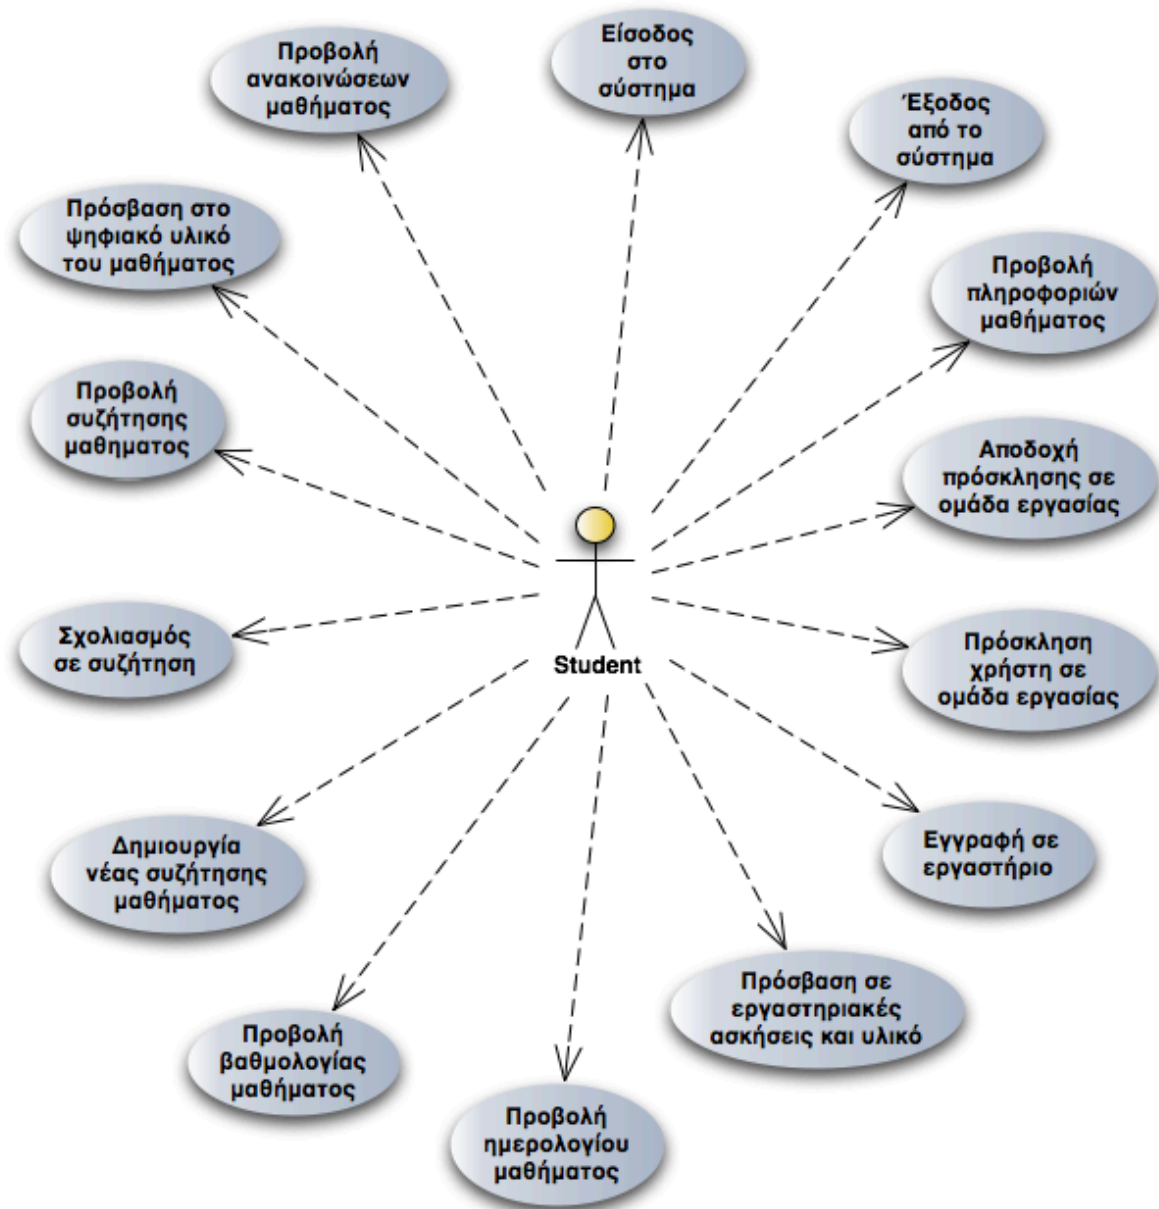 Προβολή
ανακοινώσεων
μαθήματος
Είσοδος
στο
σύστημα
Έξοδος
από το
σύστημα
Πρόσβαση στο
ψηφιακό υλικό
του μαθήματος
Προβολή
πληροφοριών
μαθήματος
Προβολή
συζήτησης
μαθηματος
Αποδοχή
πρόσκλησης σε
ομάδα εργασίας
Σχολιασμός
σε συζήτηση
Student
Πρόσκληση
χρήστη σε
ομάδα εργασίας
Δημιουργία
νέας συζήτησης
μαθήματος
Εγγραφή σε
εργαστήριο
Προβολή
βαθμολογίας
μαθήματος
Πρόσβαση σε
εργαστηριακές
ασκήσεις και υλικό
Προβολή
ημερολογίου
μαθήματος